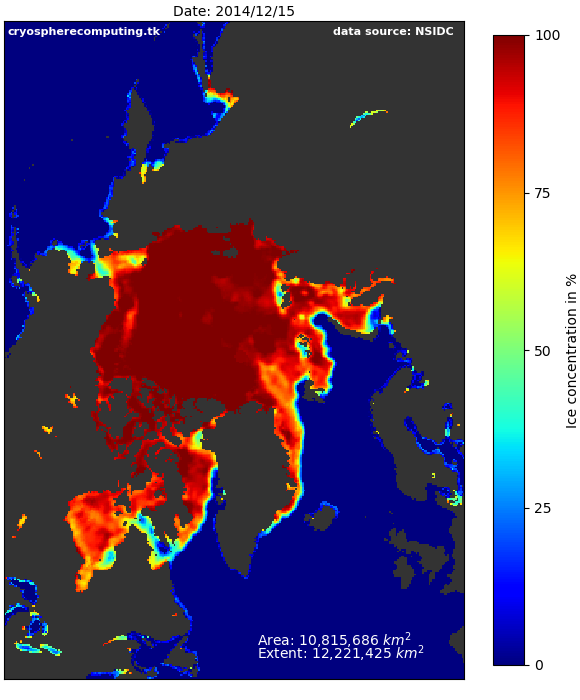 Date: 2014/12/15
cryospherecomputing.tk
data source: NSIDC
100
75
50
25
0
Ice concentration in %
Area: 10,815,686 km²
Extent: 12,221,425 km²